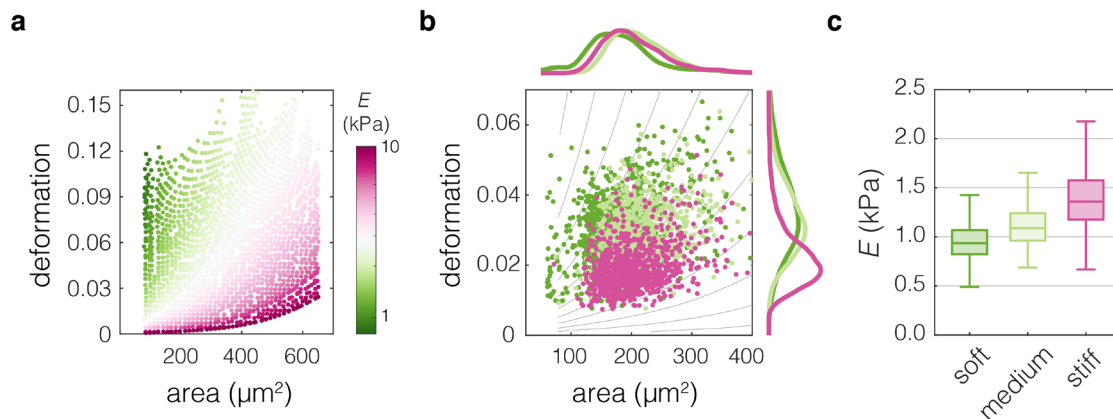 a
b
c
0.15
0.12
0.09
0.06
0.03
0
deformation
200
400
600
area (µm²)
E
(kPa)
10
1
0.06
0.04
0.02
0
deformation
100
200
300
400
area (µm²)
2.5
2.0
1.5
1.0
0.5
0.0
E (kPa)
soft
medium
stiff